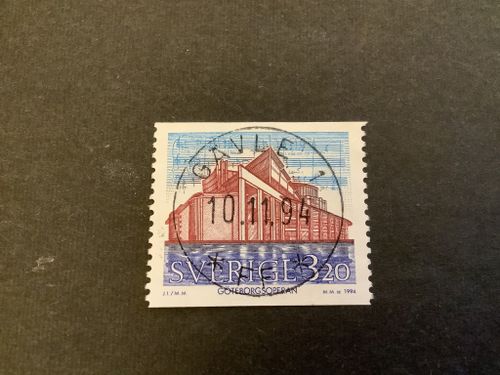 GÄVLE 1
10.11.94
SVERIGE 3.20
GÖTEBORGSOPERAN
J.I./M.M.
M.M. sc 1994